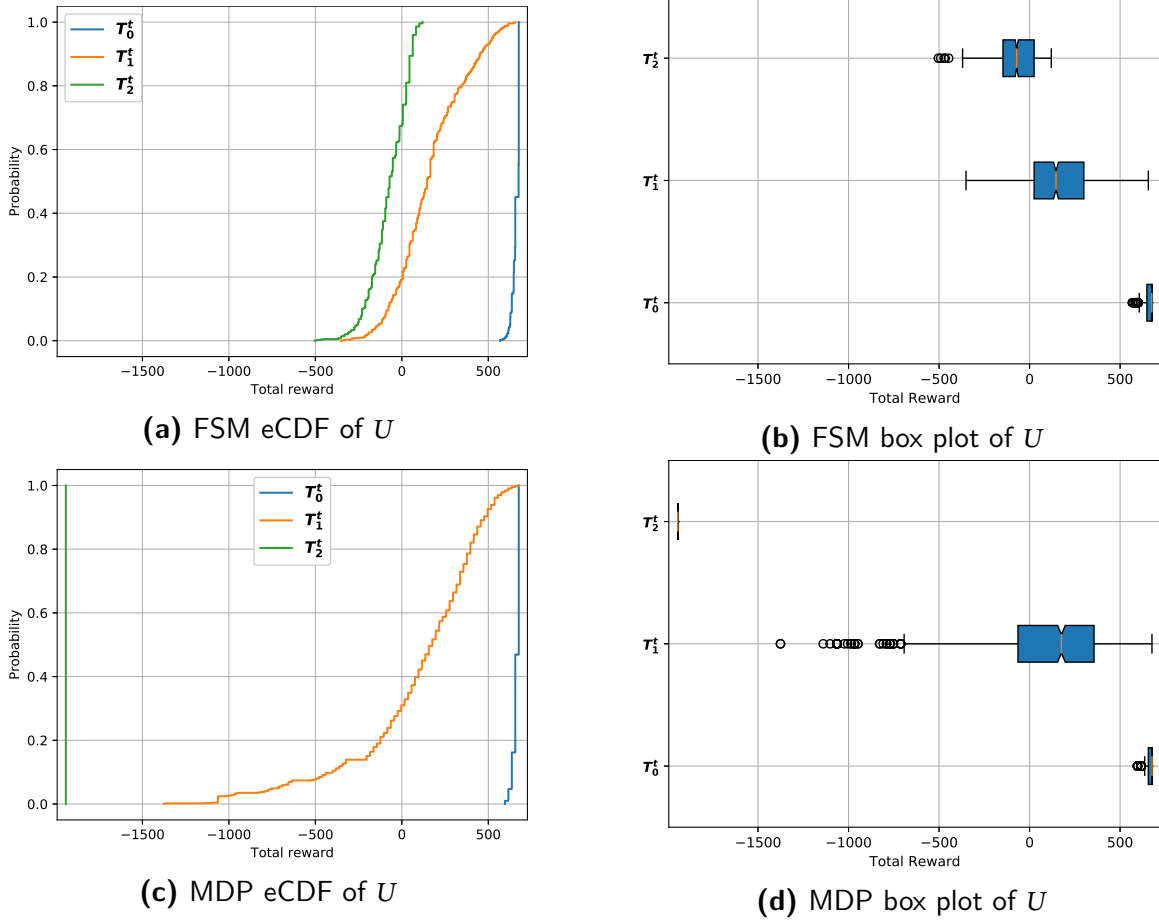 1.0
0.8
0.6
0.4
0.2
0.0
Probability
T₀ᵗ
T₁ᵗ
T₂ᵗ
−1500 −1000 −500 0 500
Total reward
(a) FSM eCDF of U
T₂ᵗ
T₁ᵗ
T₀ᵗ
−1500 −1000 −500 0 500
Total Reward
(b) FSM box plot of U
1.0
0.8
0.6
0.4
0.2
0.0
Probability
T₀ᵗ
T₁ᵗ
T₂ᵗ
−1500 −1000 −500 0 500
Total reward
(c) MDP eCDF of U
T₂ᵗ
T₁ᵗ
T₀ᵗ
−1500 −1000 −500 0 500
Total Reward
(d) MDP box plot of U